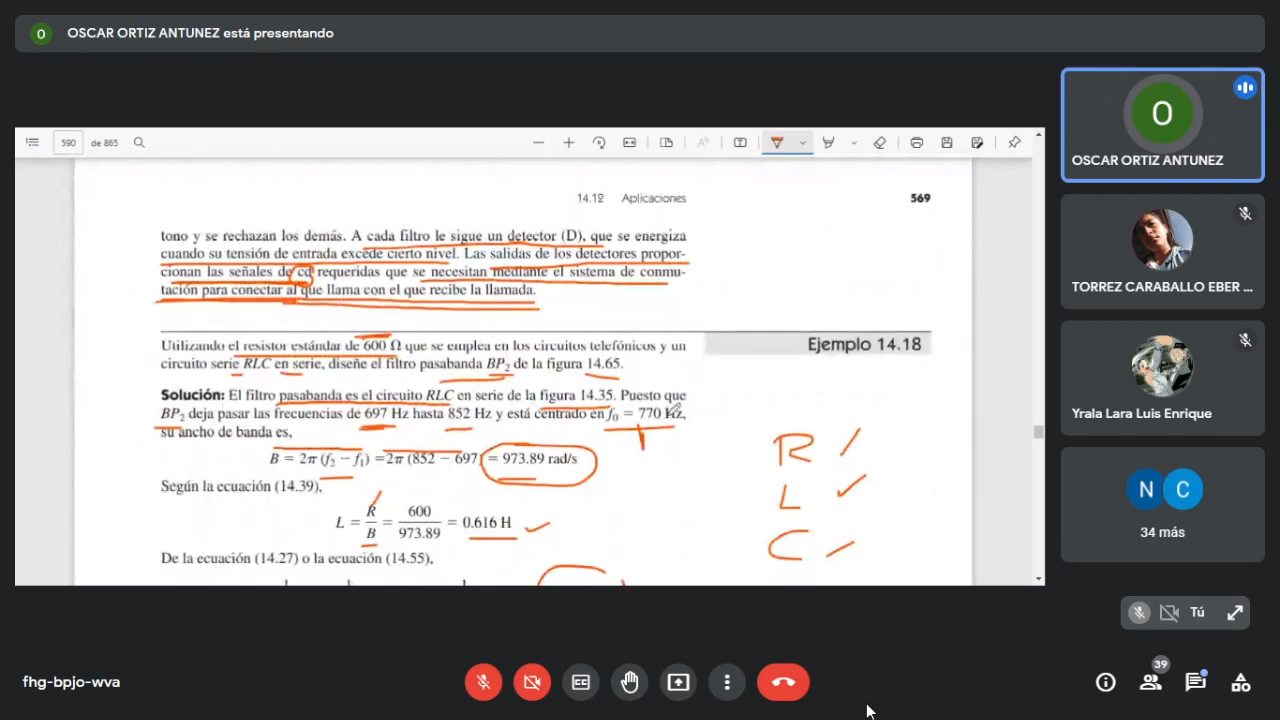 O OSCAR ORTIZ ANTUNEZ está presentando
590 de 865
14.12 Aplicaciones 569
tono y se rechazan los demás. A cada filtro le sigue un detector (D), que se energiza
cuando su tensión de entrada excede cierto nivel. Las salidas de los detectores propor-
cionan las señales de cd requeridas que se necesitan mediante el sistema de conmu-
tación para conectar al que llama con el que recibe la llamada.
Utilizando el resistor estándar de 600 Ω que se emplea en los circuitos telefónicos y un
circuito serie RLC en serie, diseñe el filtro pasabanda BP₂ de la figura 14.65.
Ejemplo 14.18
Solución: El filtro pasabanda es el circuito RLC en serie de la figura 14.35. Puesto que
BP₂ deja pasar las frecuencias de 697 Hz hasta 852 Hz y está centrado en f₀ = 770 Hz,
su ancho de banda es,
B = 2π (f₂ − f₁) = 2π (852 − 697) = 973.89 rad/s
Según la ecuación (14.39),
L = R/B = 600/973.89 = 0.616 H
De la ecuación (14.27) o la ecuación (14.55),
R
L
C
O
OSCAR ORTIZ ANTUNEZ
TORREZ CARABALLO EBER ...
Yrala Lara Luis Enrique
N C
34 más
Tú
fhg-bpjo-wva
39